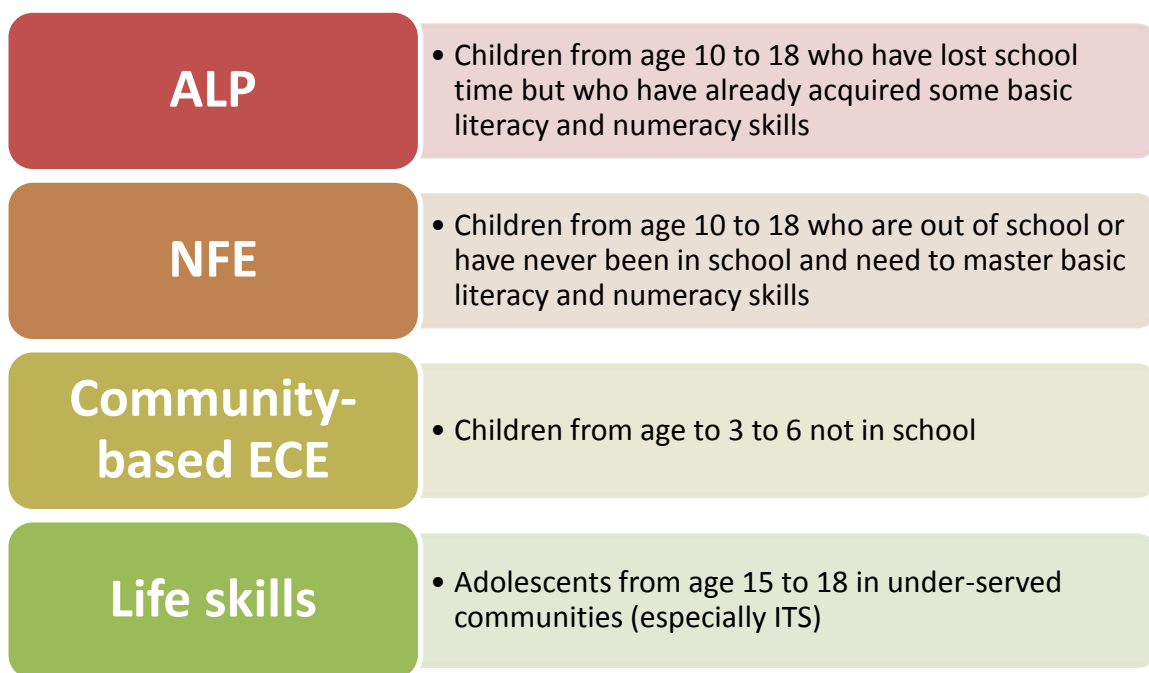 ALP
• Children from age 10 to 18 who have lost school
time but who have already acquired some basic
literacy and numeracy skills
NFE
• Children from age 10 to 18 who are out of school or
have never been in school and need to master basic
literacy and numeracy skills
Community-
based ECE
• Children from age to 3 to 6 not in school
Life skills
• Adolescents from age 15 to 18 in under-served
communities (especially ITS)